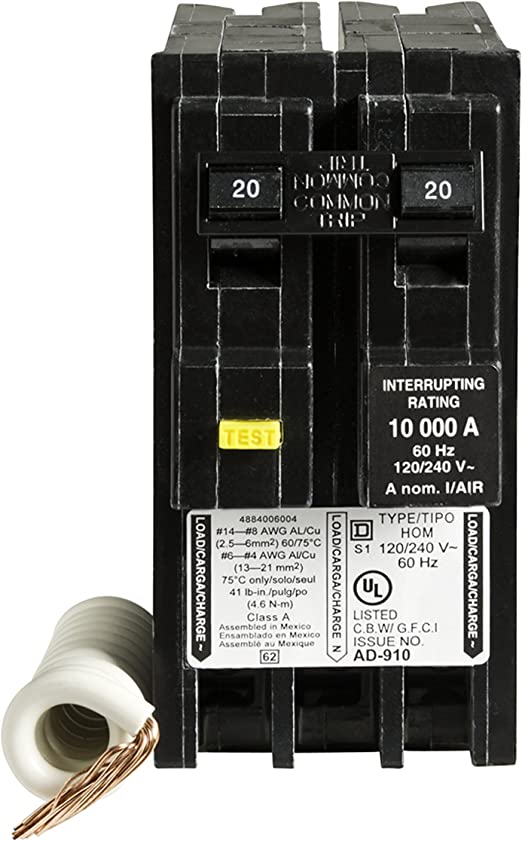 20
TRIP
COMMON
COMMON
TRIP
20
TEST
INTERRUPTING
RATING
10 000 A
60 Hz
120/240 V~
A nom. I/AIR
LOAD/CARGA/CHARGE ~
4884006004
#14—#8 AWG AL/Cu
(2.5–6mm²) 60/75°C
#6–#4 AWG Al/Cu
(13–21 mm²)
75°C only/solo/seul
41 lb-in./pulg/po
(4.6 N-m)
Class A
Assembled in Mexico
Ensamblado en Mexico
Assemblé au Mexique
62
LOAD/CARGA/CHARGE N
TYPE/TIPO
HOM
S1 120/240 V~
60 Hz
UL
LISTED
C.B.W/ G.F.C.I
ISSUE NO.
AD-910
LOAD/CARGA/CHARGE ~